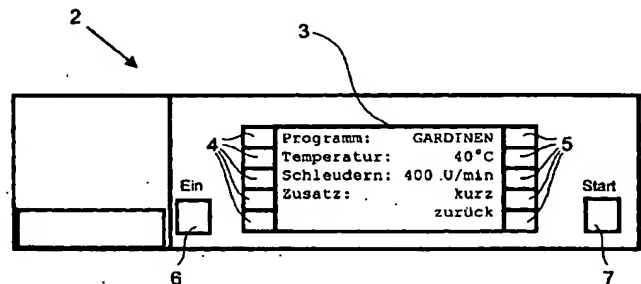 2
3
Programm: GARDINEN
4 Temperatur: 40°C 5
Schleudern: 400 U/min
Ein Zusatz: kurz Start
zurück
6 7